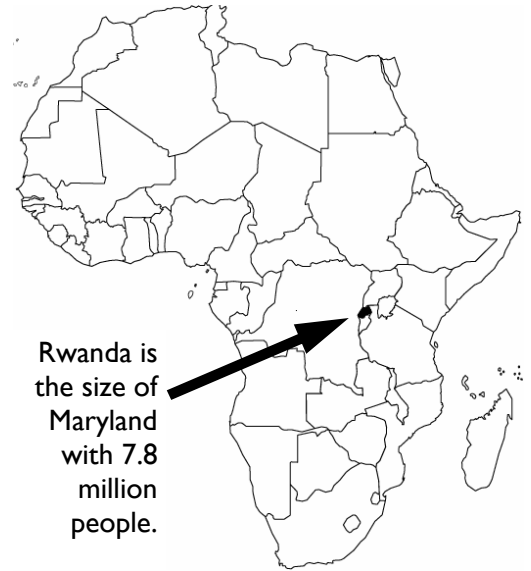 Rwanda is
the size of
Maryland
with 7.8
million
people.